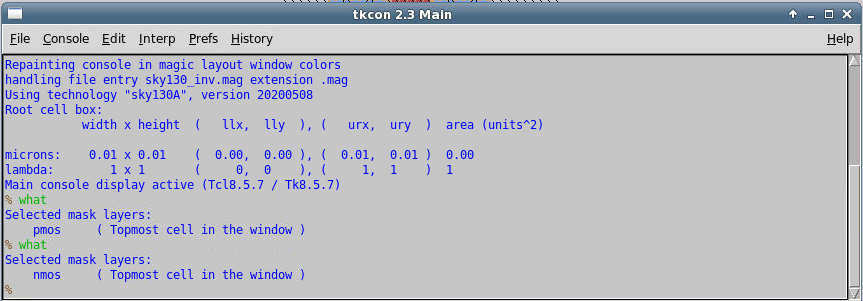 tkcon 2.3 Main
File Console Edit Interp Prefs History Help
Repainting console in magic layout window colors
handling file entry sky130_inv.mag extension .mag
Using technology "sky130A", version 20200508
Root cell box:
width x height ( llx, lly ), ( urx, ury ) area (units^2)
microns: 0.01 x 0.01 ( 0.00, 0.00 ), ( 0.01, 0.01 ) 0.00
lambda: 1 x 1 ( 0, 0 ), ( 1, 1 ) 1
Main console display active (Tcl8.5.7 / Tk8.5.7)
% what
Selected mask layers:
pmos ( Topmost cell in the window )
% what
Selected mask layers:
nmos ( Topmost cell in the window )
%